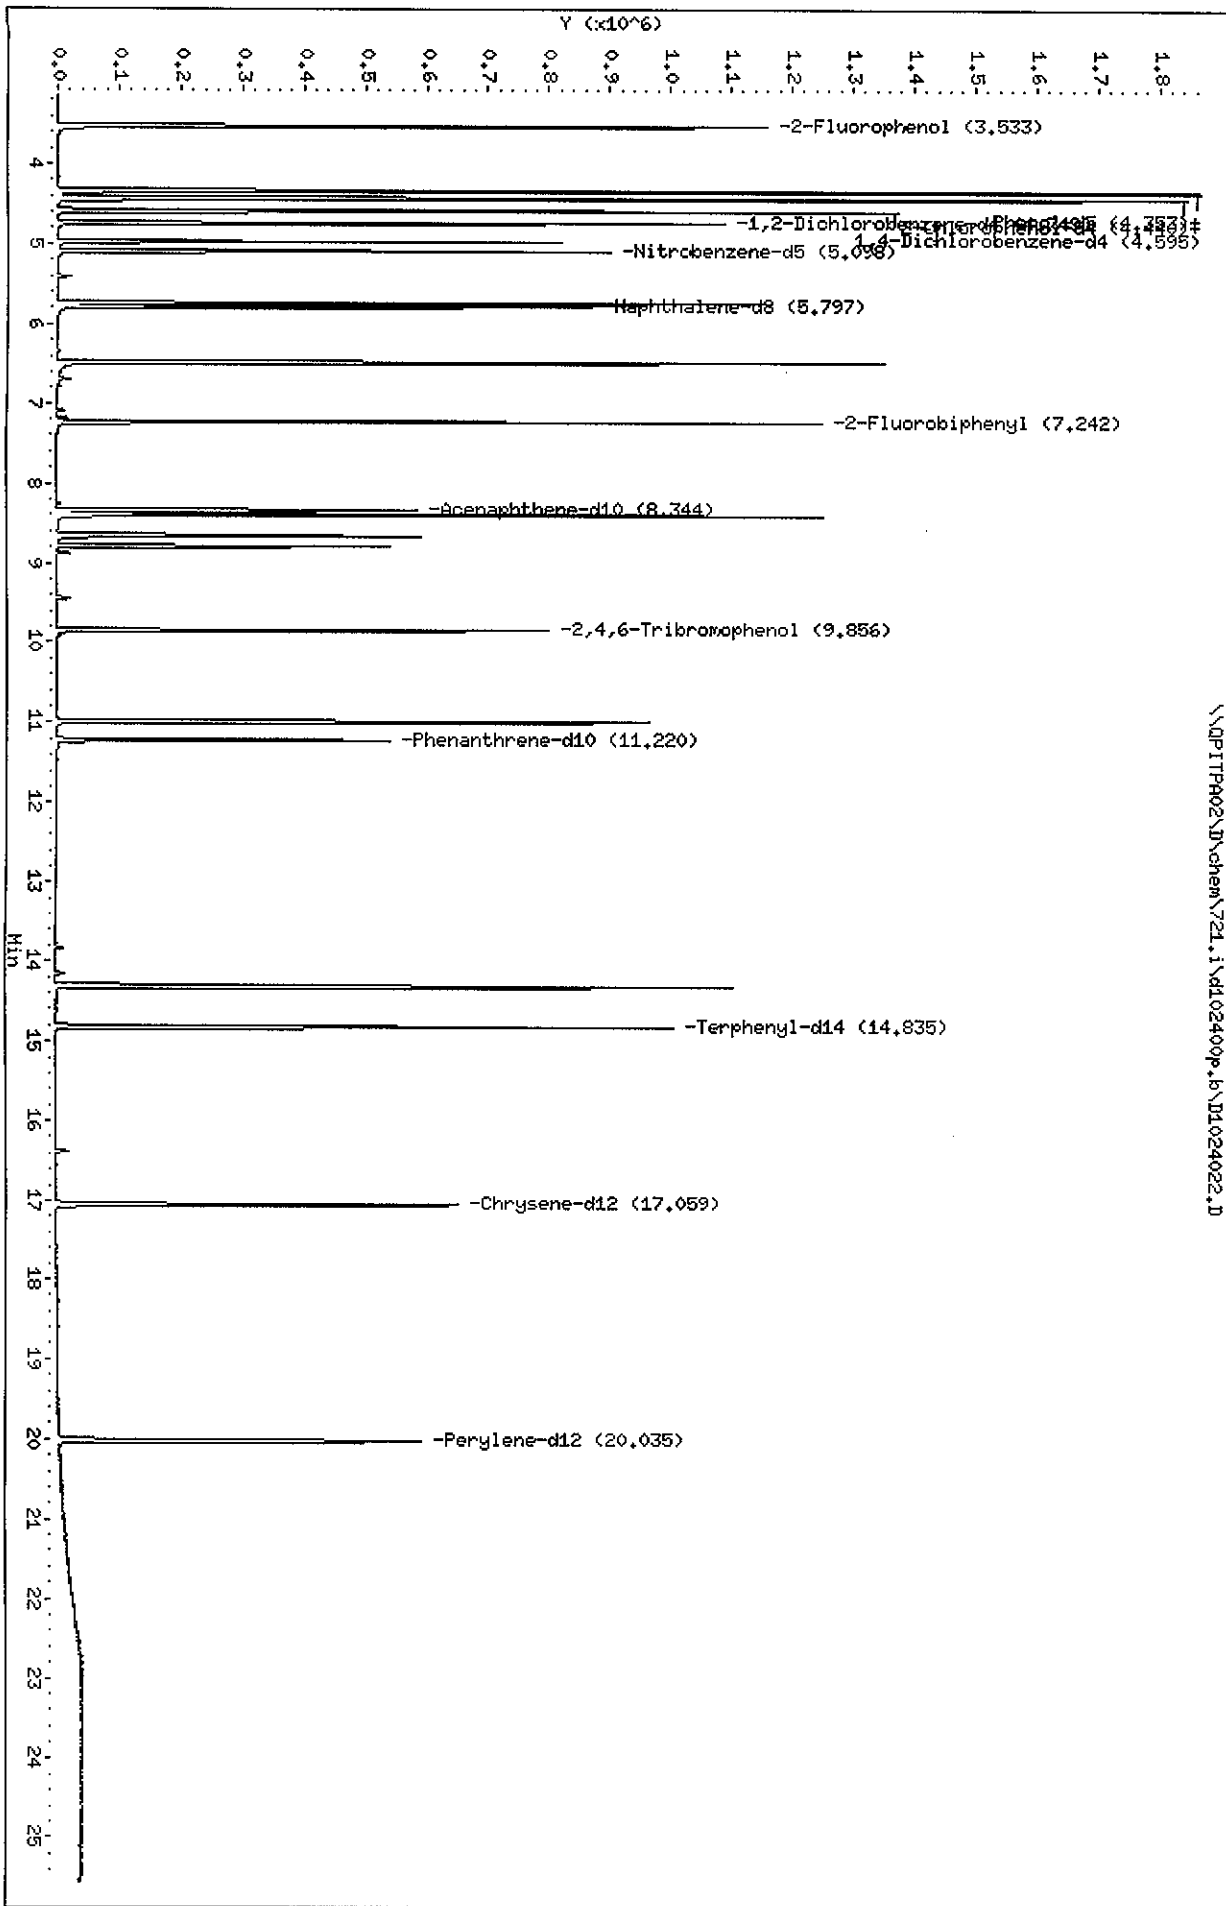 \\QPITPA02\D\chem\721.i\d102400p.b\D1024022.D
Y (x10^6)
1.8
1.7
1.6
1.5
1.4
1.3
1.2
1.1
1.0
0.9
0.8
0.7
0.6
0.5
0.4
0.3
0.2
0.1
0.0
-2-Fluorophenol (3.533)
(4.353)+
-1,2-Dichlorobenzene-d4
1,4-Dichlorobenzene-d4 (4.595)
-Nitrobenzene-d5 (5.098)
-Naphthalene-d8 (5.797)
-2-Fluorobiphenyl (7.242)
-Acenaphthene-d10 (8.344)
-2,4,6-Tribromophenol (9.856)
-Phenanthrene-d10 (11.220)
-Terphenyl-d14 (14.835)
-Chrysene-d12 (17.059)
-Perylene-d12 (20.035)
4
5
6
7
8
9
10
11
12
13
14
15
16
17
18
19
20
21
22
23
24
25
Min